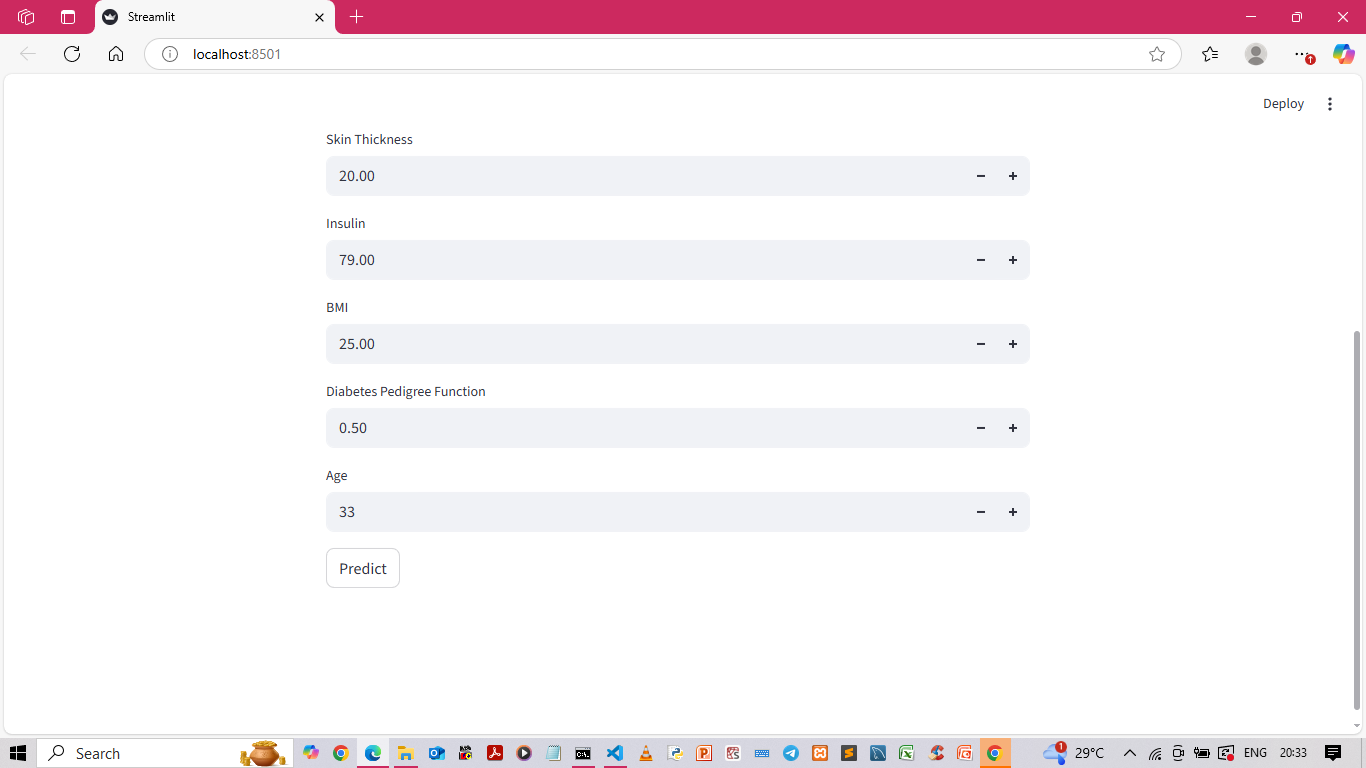 Streamlit
localhost:8501
Deploy
Skin Thickness
20.00
Insulin
79.00
BMI
25.00
Diabetes Pedigree Function
0.50
Age
33
Predict
Search
1
29°C
ENG
20:33